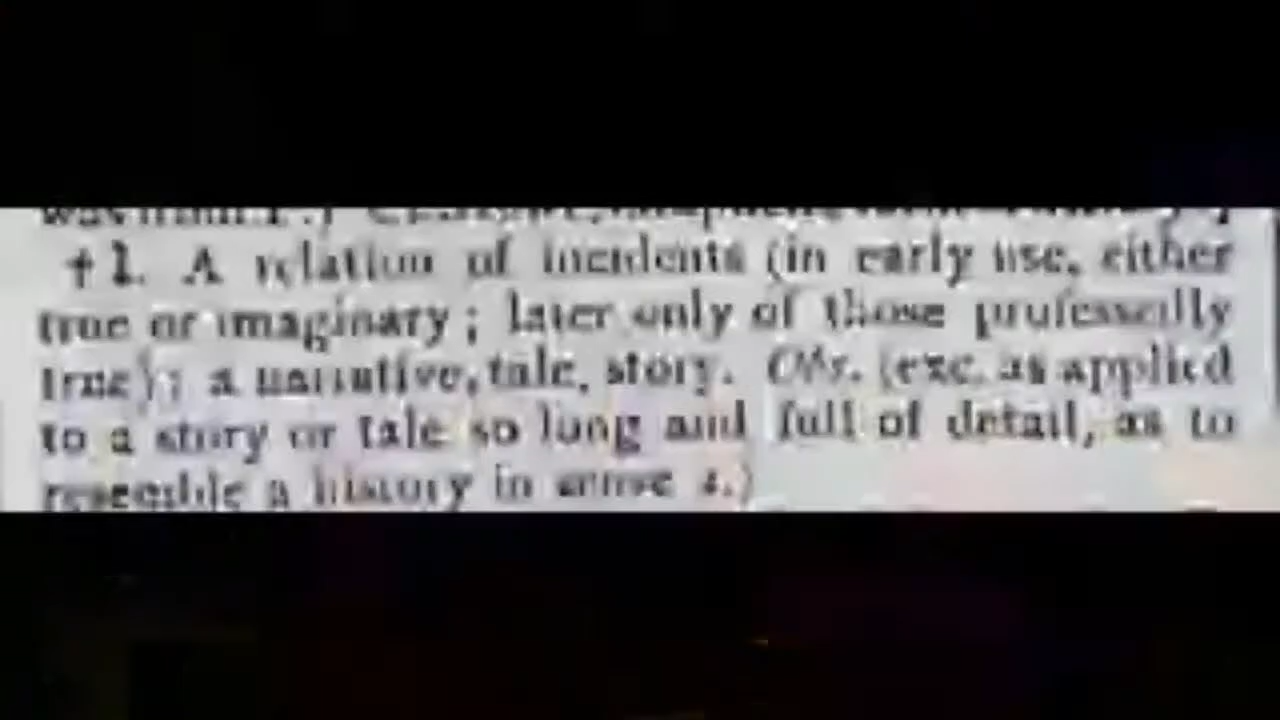 †1. A relation of incidents (in early use, either
true or imaginary; later only of those professedly
true); a narrative, tale, story. Obs. (exc. as applied
to a story or tale so long and full of detail, as to
resemble a history in sense 2.)